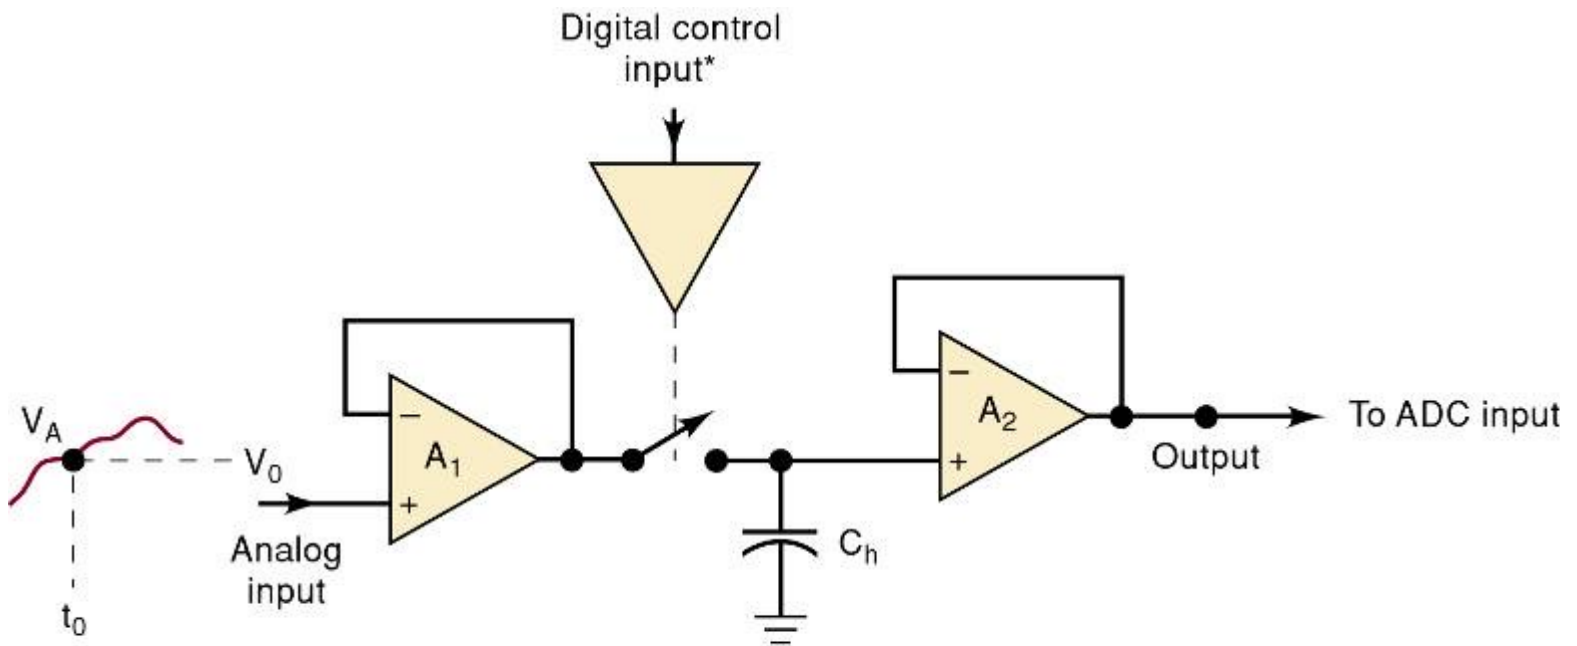 Digital control
input*
V_A
V_0
t_0
Analog
input
−
A_1
+
C_h
−
A_2
+
Output
To ADC input